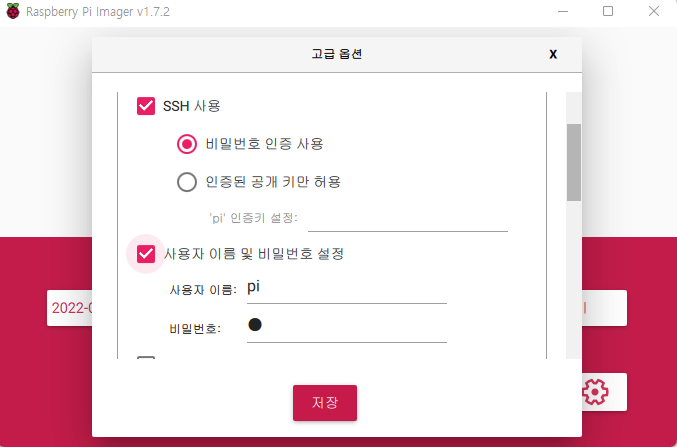 Raspberry Pi Imager v1.7.2
고급 옵션
X
SSH 사용
비밀번호 인증 사용
인증된 공개 키만 허용
'pi' 인증키 설정:
사용자 이름 및 비밀번호 설정
사용자 이름: pi
2022-0
비밀번호: ●
저장